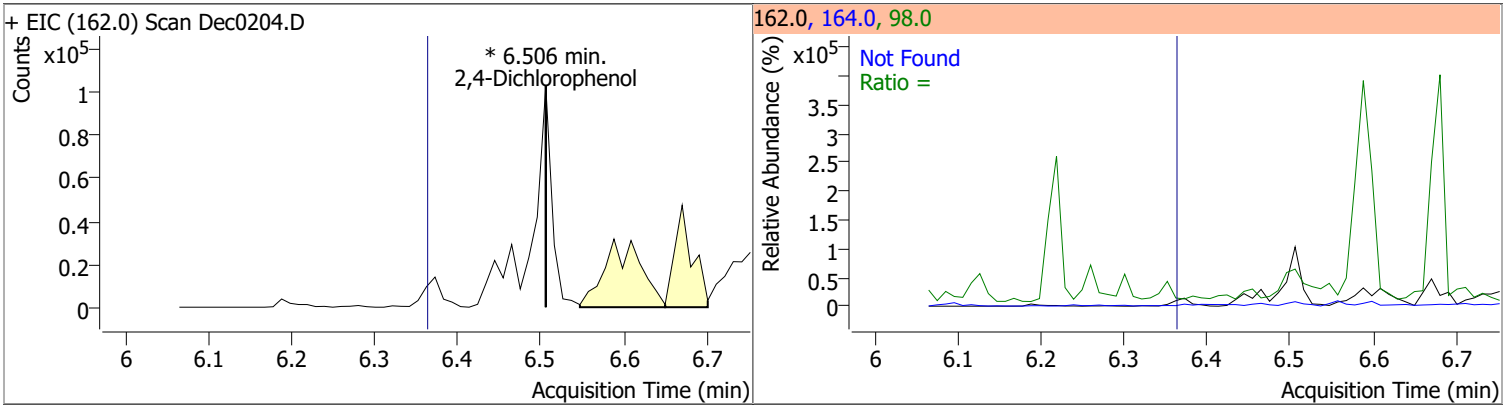 + EIC (162.0) Scan Dec0204.D
Counts
x10⁵
* 6.506 min.
2,4-Dichlorophenol
1
0.8
0.6
0.4
0.2
0
6 6.1 6.2 6.3 6.4 6.5 6.6 6.7
Acquisition Time (min)
162.0, 164.0, 98.0
Relative Abundance (%)
x10⁵
Not Found
Ratio =
3.5
3
2.5
2
1.5
1
0.5
0
6 6.1 6.2 6.3 6.4 6.5 6.6 6.7
Acquisition Time (min)